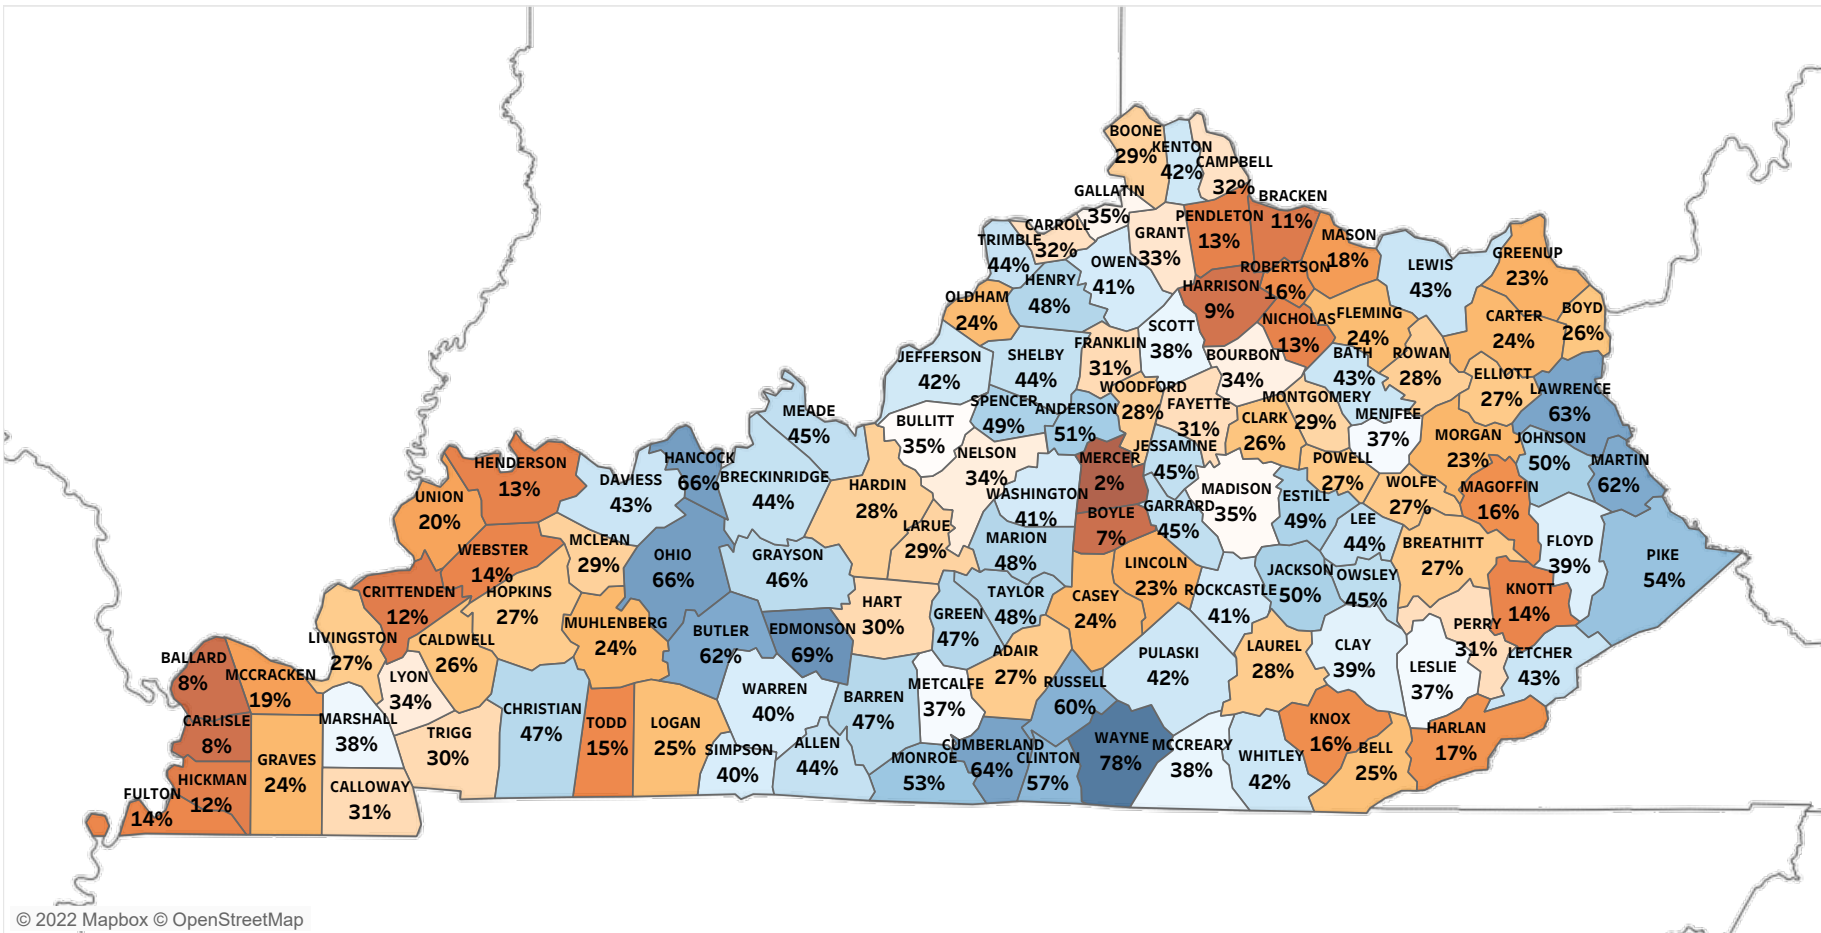 BOONE
29%
KENTON
42%
CAMPBELL
32%
GALLATIN
35%
BRACKEN
11%
CARROLL
32%
PENDLETON
13%
GRANT
33%
MASON
18%
TRIMBLE
44%
OWEN
41%
ROBERTSON
16%
LEWIS
43%
GREENUP
23%
HENRY
48%
HARRISON
9%
OLDHAM
24%
NICHOLAS
13%
FLEMING
24%
CARTER
24%
BOYD
26%
SCOTT
38%
FRANKLIN
31%
JEFFERSON
42%
SHELBY
44%
BOURBON
34%
BATH
43%
ROWAN
28%
ELLIOTT
27%
LAWRENCE
63%
WOODFORD
28%
FAYETTE
31%
MONTGOMERY
29%
MENIFEE
37%
MEADE
45%
SPENCER
49%
ANDERSON
51%
BULLITT
35%
CLARK
26%
MORGAN
23%
JOHNSON
50%
JESSAMINE
45%
MARTIN
62%
MERCER
2%
NELSON
34%
POWELL
27%
HENDERSON
13%
HANCOCK
66%
DAVIESS
43%
BRECKINRIDGE
44%
HARDIN
28%
WASHINGTON
41%
MADISON
35%
ESTILL
49%
WOLFE
27%
MAGOFFIN
16%
UNION
20%
GARRARD
45%
BOYLE
7%
LEE
44%
LARUE
29%
MARION
48%
MCLEAN
29%
OHIO
66%
GRAYSON
46%
WEBSTER
14%
LINCOLN
23%
BREATHITT
27%
FLOYD
39%
PIKE
54%
JACKSON
50%
OWSLEY
45%
ROCKCASTLE
41%
KNOTT
14%
CRITTENDEN
12%
HOPKINS
27%
HART
30%
GREEN
47%
TAYLOR
48%
CASEY
24%
MUHLENBERG
24%
BUTLER
62%
EDMONSON
69%
PERRY
31%
LIVINGSTON
27%
CALDWELL
26%
ADAIR
27%
PULASKI
42%
LAUREL
28%
CLAY
39%
LESLIE
37%
LETCHER
43%
BALLARD
8%
MCCRACKEN
19%
LYON
34%
WARREN
40%
BARREN
47%
METCALFE
37%
RUSSELL
60%
CARLISLE
8%
MARSHALL
38%
CHRISTIAN
47%
TODD
15%
LOGAN
25%
KNOX
16%
HARLAN
17%
TRIGG
30%
SIMPSON
40%
ALLEN
44%
MONROE
53%
CUMBERLAND
64%
CLINTON
57%
WAYNE
78%
MCCREARY
38%
WHITLEY
42%
BELL
25%
GRAVES
24%
HICKMAN
12%
CALLOWAY
31%
FULTON
14%
© 2022 Mapbox © OpenStreetMap